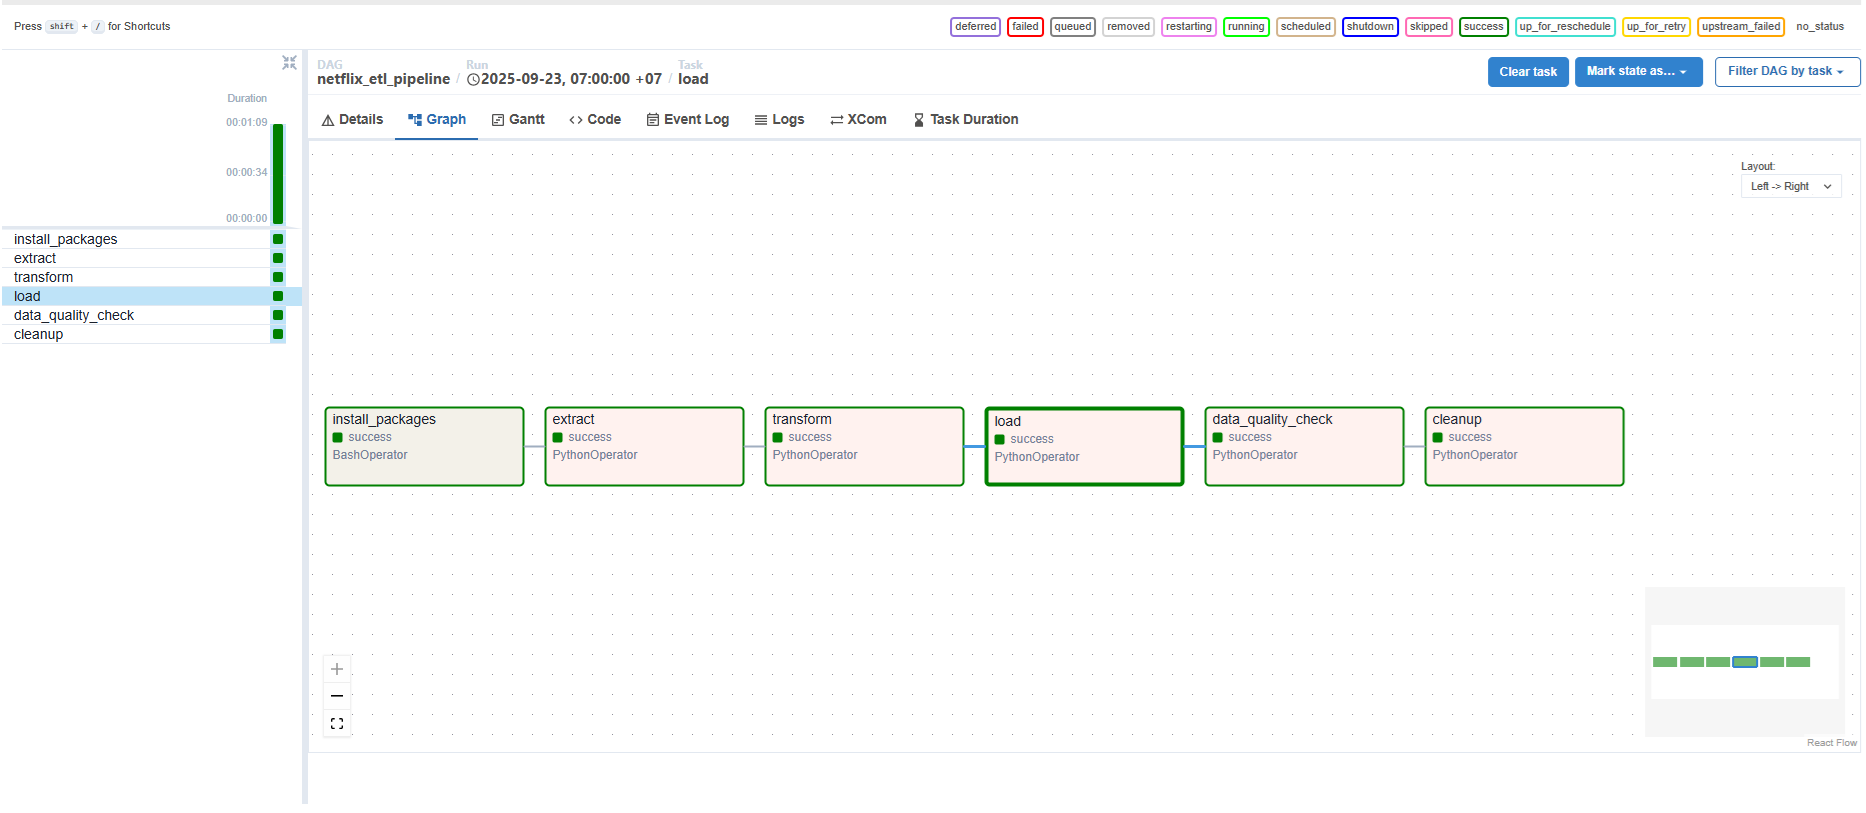 Press shift + / for Shortcuts
deferred failed queued removed restarting running scheduled shutdown skipped success up_for_reschedule up_for_retry upstream_failed no_status
DAG
netflix_etl_pipeline
Run
2025-09-23, 07:00:00 +07
Task
load
Clear task
Mark state as...
Filter DAG by task
Details Graph Gantt Code Event Log Logs XCom Task Duration
Duration
00:01:09
00:00:34
00:00:00
install_packages
extract
transform
load
data_quality_check
cleanup
Layout:
Left -> Right
install_packages
success
BashOperator
extract
success
PythonOperator
transform
success
PythonOperator
load
success
PythonOperator
data_quality_check
success
PythonOperator
cleanup
success
PythonOperator
React Flow